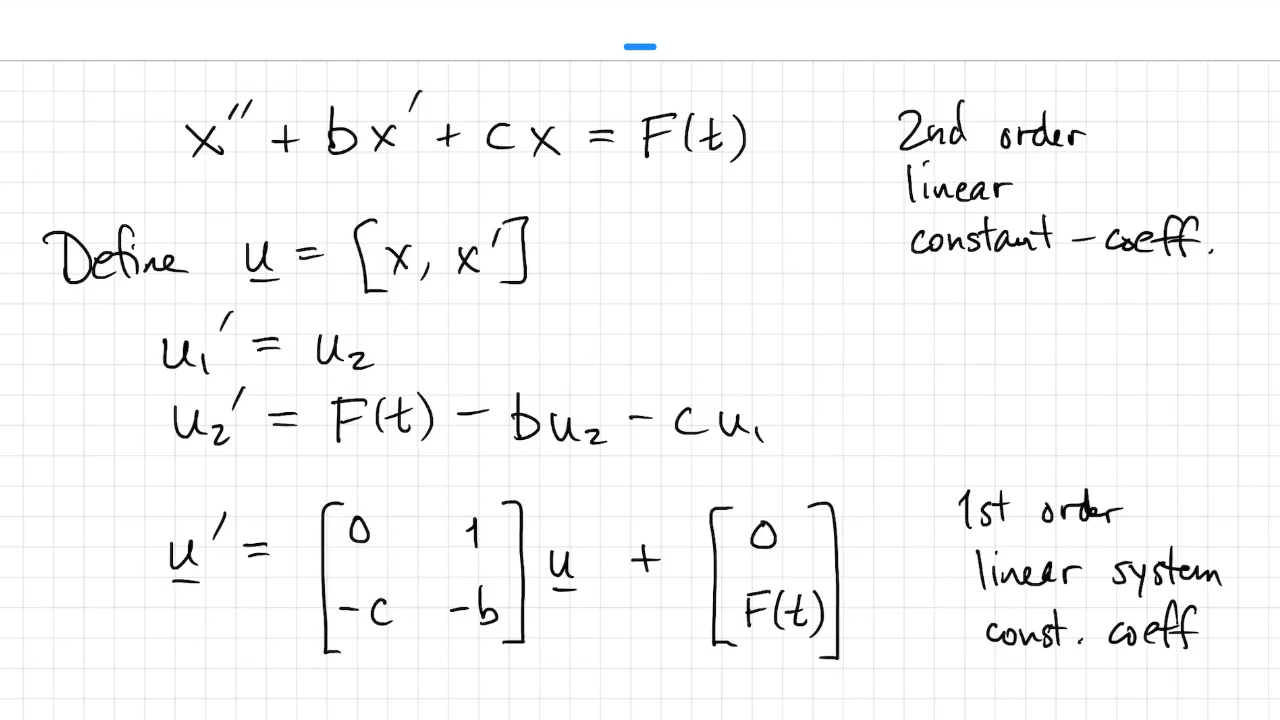 x'' + bx' + cx = F(t)
2nd order
linear
constant-coeff.
Define u = [x, x']
u₁' = u₂
u₂' = F(t) - bu₂ - cu₁
u' = [0 1
-c -b] u + [0
F(t)]
1st order
linear system
const. coeff